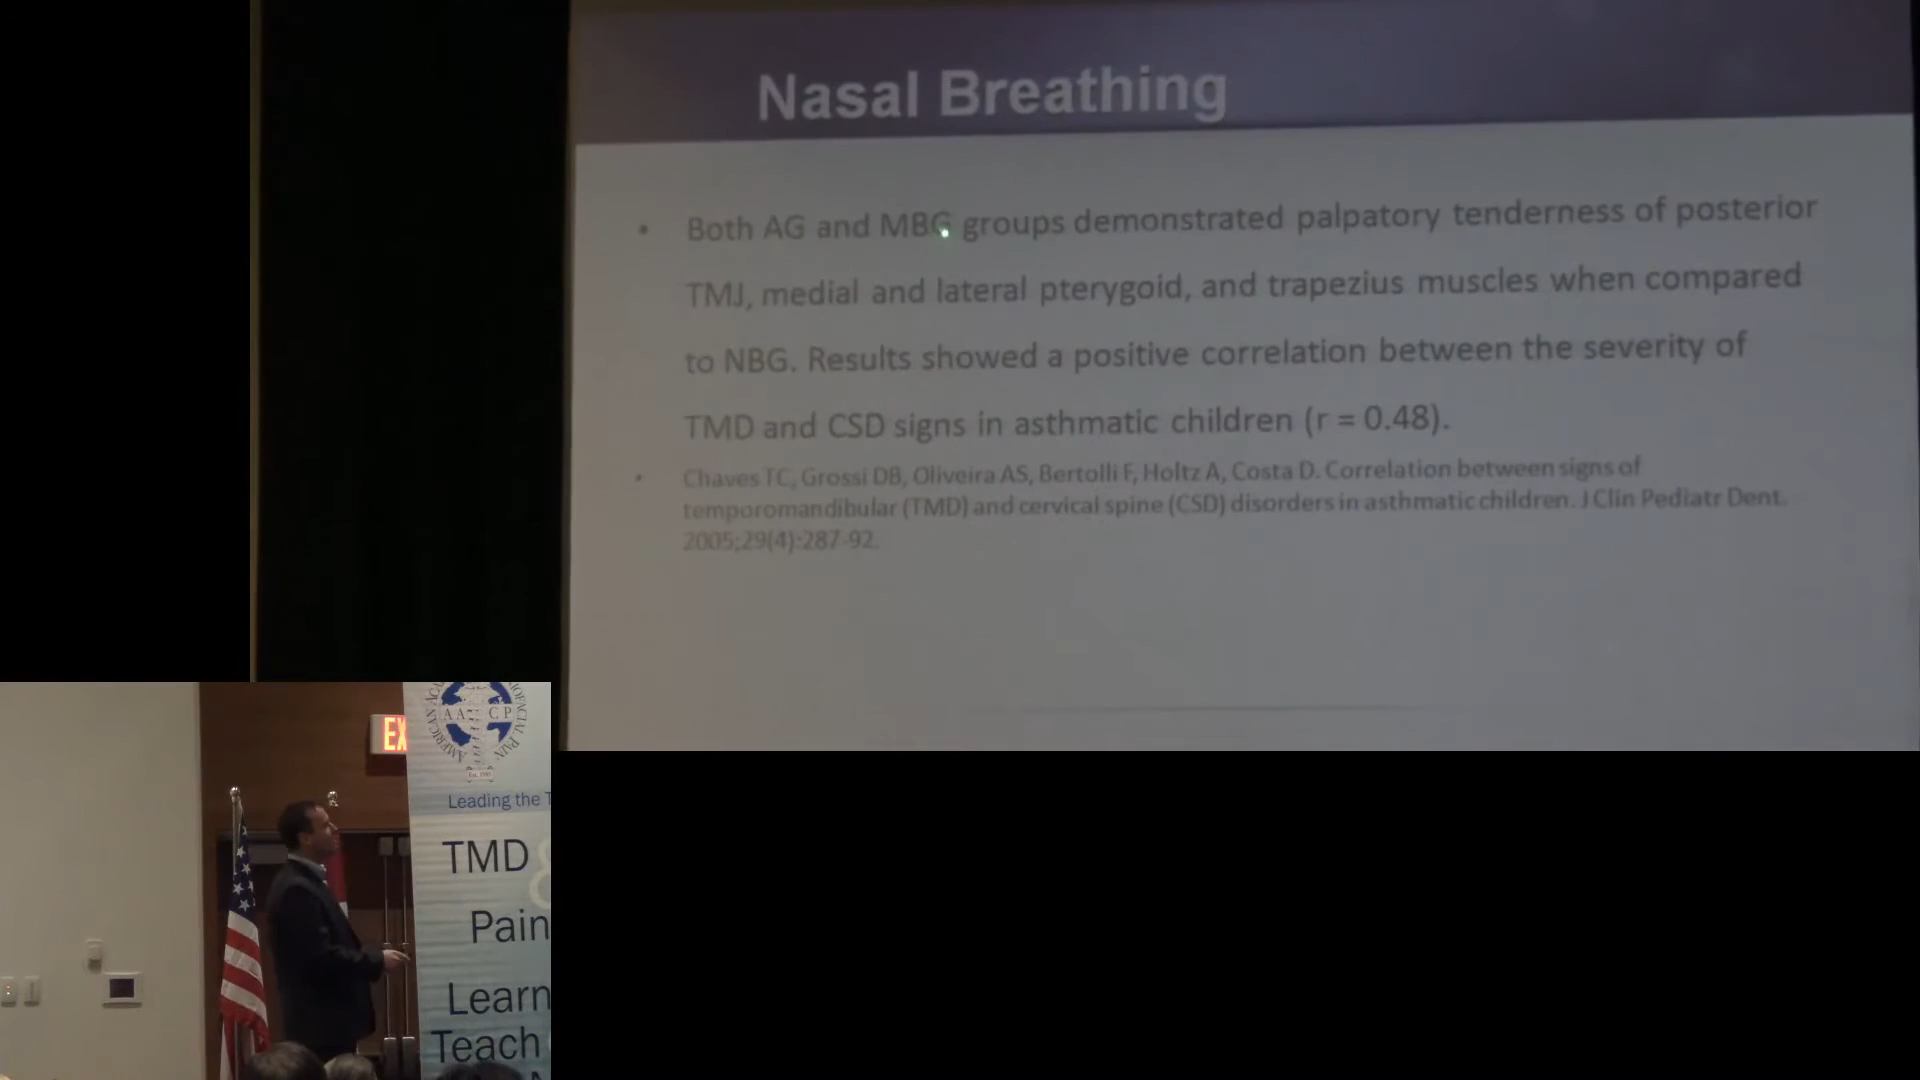 Nasal Breathing
• Both AG and MBG groups demonstrated palpatory tenderness of posterior
TMJ, medial and lateral pterygoid, and trapezius muscles when compared
to NBG. Results showed a positive correlation between the severity of
TMD and CSD signs in asthmatic children (r = 0.48).
• Chaves TC, Grossi DB, Oliveira AS, Bertolli F, Holtz A, Costa D. Correlation between signs of
temporomandibular (TMD) and cervical spine (CSD) disorders in asthmatic children. J Clin Pediatr Dent.
2005;29(4):287-92.
EX
AMERICAN
PAIN
AA CP
Leading the T
TMD &
Pain
Learn
Teach